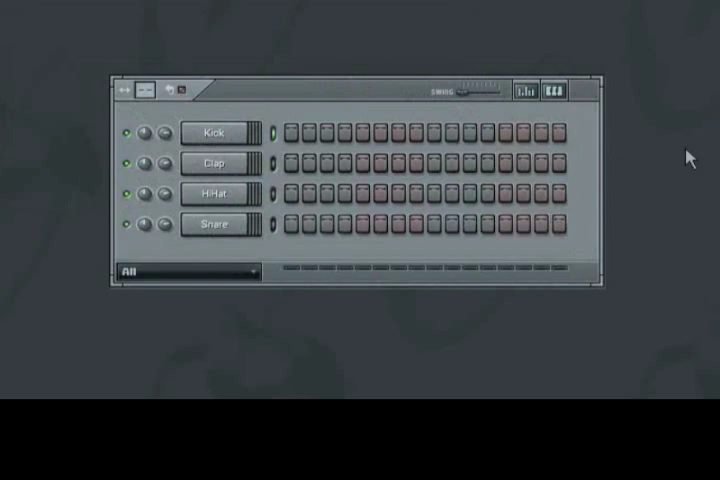 SWING
Kick
Clap
HiHat
Snare
All